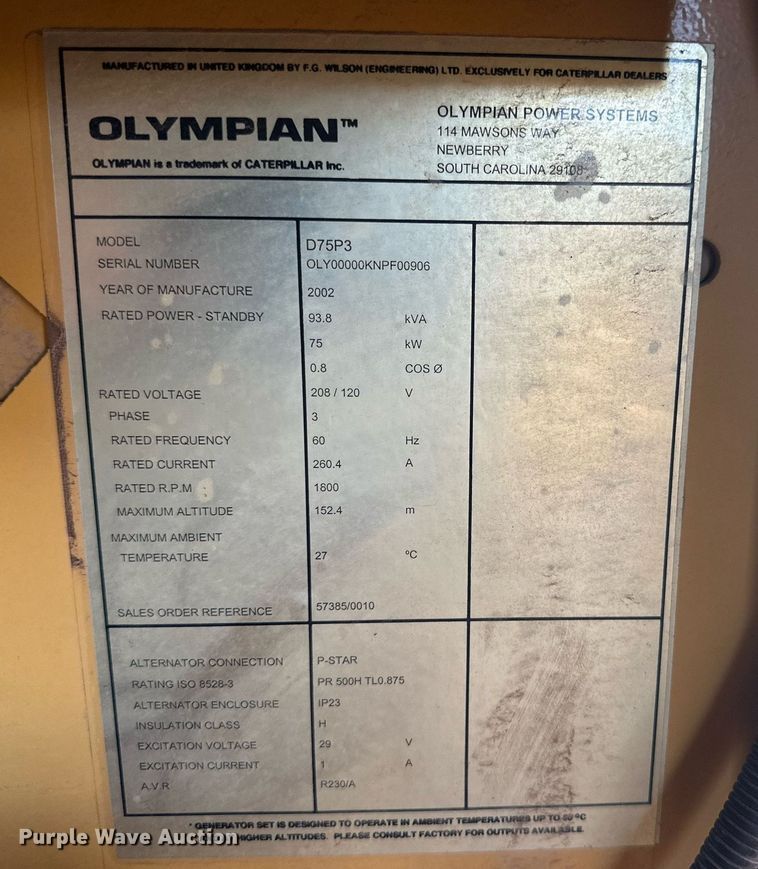 MANUFACTURED IN UNITED KINGDOM BY F.G. WILSON (ENGINEERING) LTD. EXCLUSIVELY FOR CATERPILLAR DEALERS
OLYMPIAN™
OLYMPIAN is a trademark of CATERPILLAR Inc.
OLYMPIAN POWER SYSTEMS
114 MAWSONS WAY
NEWBERRY
SOUTH CAROLINA 29108
MODEL D75P3
SERIAL NUMBER OLY00000KNPF00906
YEAR OF MANUFACTURE 2002
RATED POWER - STANDBY 93.8 kVA
75 kW
0.8 COS Ø
RATED VOLTAGE 208 / 120 V
PHASE 3
RATED FREQUENCY 60 Hz
RATED CURRENT 260.4 A
RATED R.P.M 1800
MAXIMUM ALTITUDE 152.4 m
MAXIMUM AMBIENT
TEMPERATURE 27 ºC
SALES ORDER REFERENCE 57385/0010
ALTERNATOR CONNECTION P-STAR
RATING ISO 8528-3 PR 500H TL0.875
ALTERNATOR ENCLOSURE IP23
INSULATION CLASS H
EXCITATION VOLTAGE 29 V
EXCITATION CURRENT 1 A
A.V.R R230/A
* GENERATOR SET IS DESIGNED TO OPERATE IN AMBIENT TEMPERATURES UP TO 50 ºC
HIGHER ALTITUDES. PLEASE CONSULT FACTORY FOR OUTPUTS AVAILABLE.
Purple Wave Auction